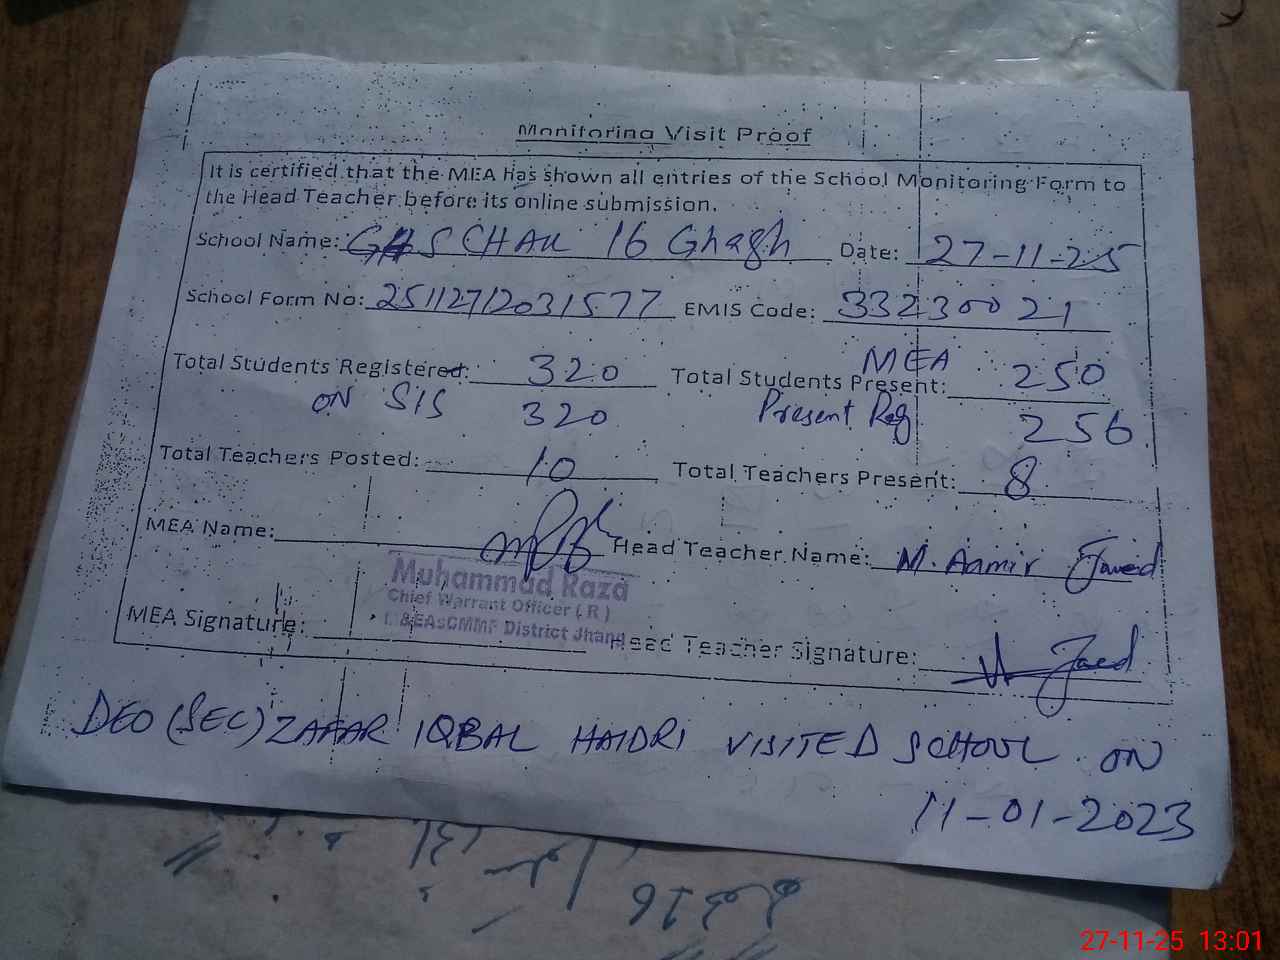 Monitoring Visit Proof
It is certified that the MEA has shown all entries of the School Monitoring Form to
the Head Teacher before its online submission.
School Name: GHS CHAK 16 Ghagh Date: 27-11-25
School Form No: 25112712031577 EMIS Code: 33230021
Total Students Registered: 320 Total Students Present: MEA 250
ON SIS 320 Present Reg 256
Total Teachers Posted: 10 Total Teachers Present: 8
MEA Name: Head Teacher Name: M. Aamir Javed
Muhammad Raza
Chief Warrant Officer ( R )
District Jhang
MEA Signature: Head Teacher Signature: Javed
DEO (SEC) ZAFAR IQBAL HAIDRI VISITED SCHOOL ON
11-01-2023
27-11-25 13:01